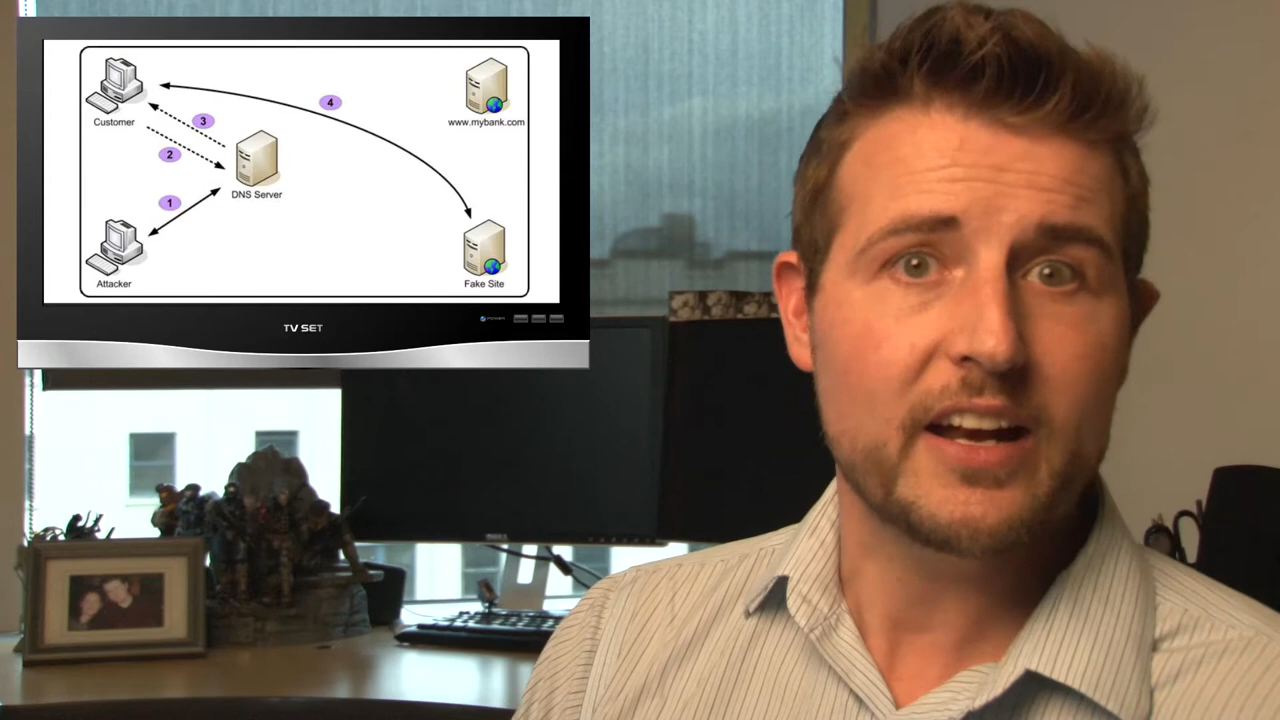 4
3
Customer
www.mybank.com
2
DNS Server
1
Attacker
Fake Site
TV SET